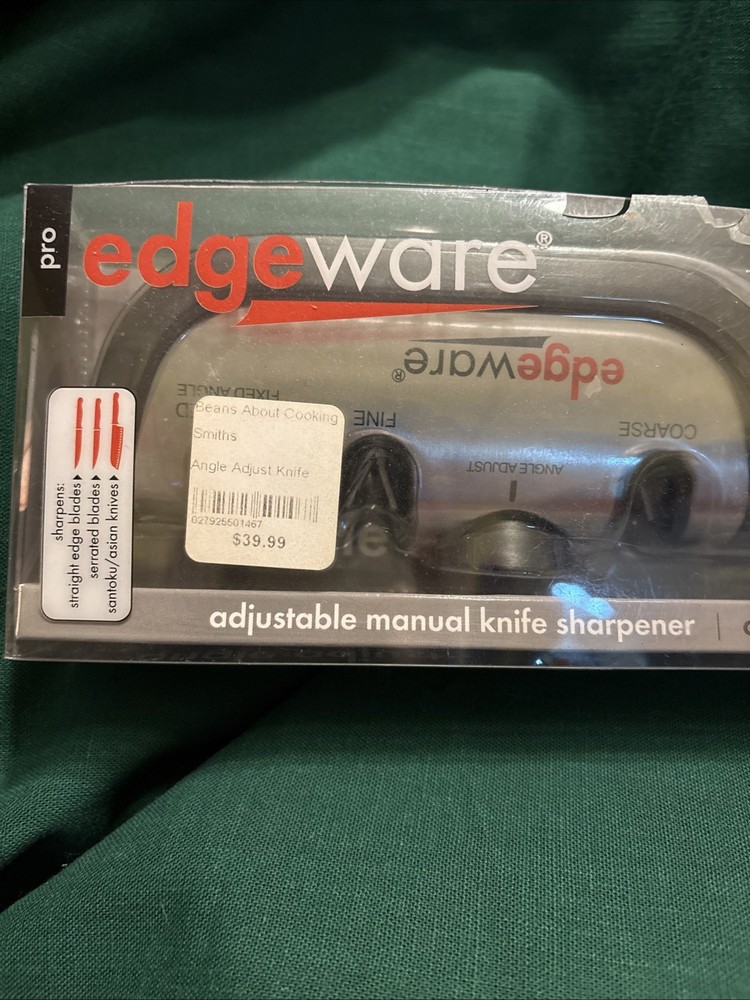 pro
edgeware®
edgeware®
FIXED ANGLE
FINE
COARSE
ANGLE ADJUST
Beans About Cooking
Smiths
Angle Adjust Knife
027925501467
$39.99
sharpens:
straight edge blades
serrated blades
santoku/asian knives
adjustable manual knife sharpener |